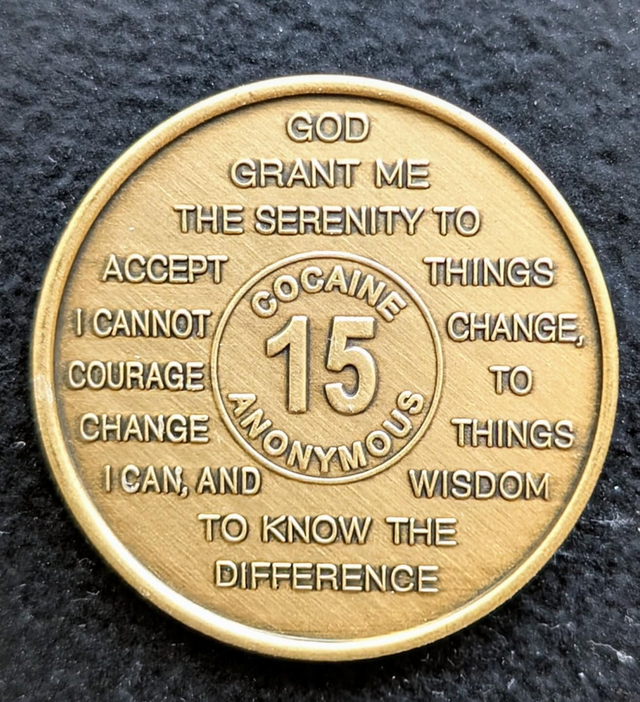 GOD
GRANT ME
THE SERENITY TO
ACCEPT THINGS
I CANNOT CHANGE,
COURAGE TO
CHANGE THINGS
I CAN, AND WISDOM
TO KNOW THE
DIFFERENCE
COCAINE
15
ANONYMOUS